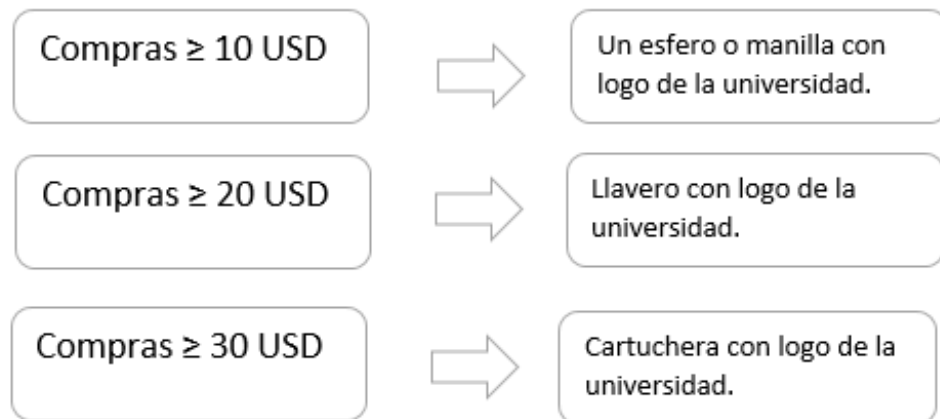 Compras ≥ 10 USD
Un esfero o manilla con
logo de la universidad.
Compras ≥ 20 USD
Llavero con logo de la
universidad.
Compras ≥ 30 USD
Cartuchera con logo de la
universidad.